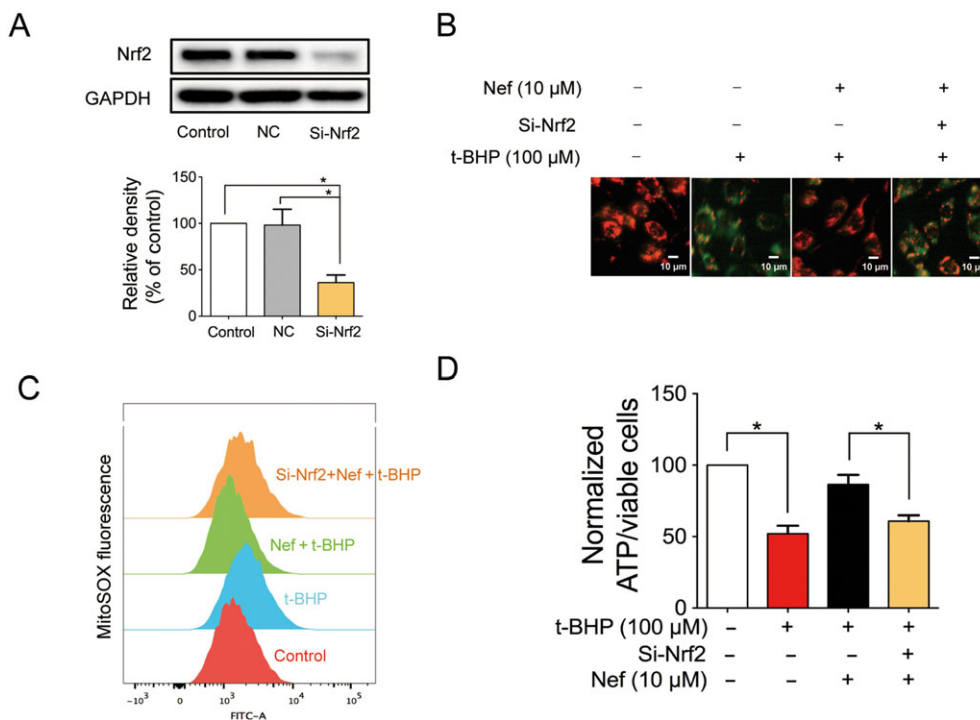 A
Nrf2
GAPDH
Control NC Si-Nrf2
Relative density
(% of control)
150
100
50
0
*
*
Control NC Si-Nrf2
B
Nef (10 μM) – – + +
Si-Nrf2 – – – +
t-BHP (100 μM) – + + +
10 μm 10 μm 10 μm 10 μm
C
MitoSOX fluorescence
Si-Nrf2+Nef + t-BHP
Nef + t-BHP
t-BHP
Control
–10³ 0 10³ 10⁴ 10⁵
FITC-A
D
Normalized
ATP/viable cells
150
100
50
0
* *
t-BHP (100 μM) – + + +
Si-Nrf2 – – – +
Nef (10 μM) – – + +